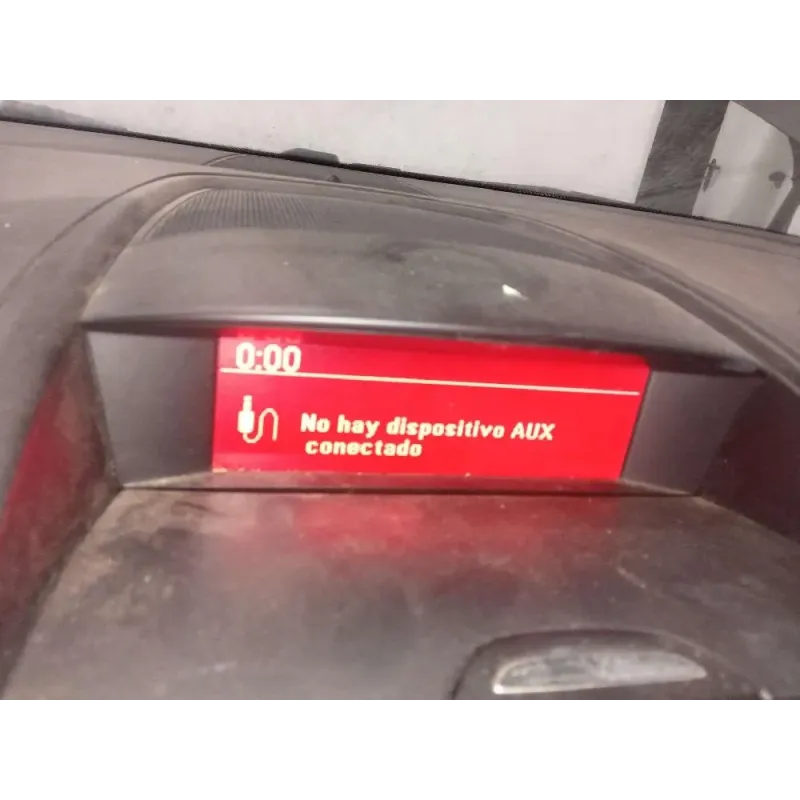 0:00
No hay dispositivo AUX
conectado